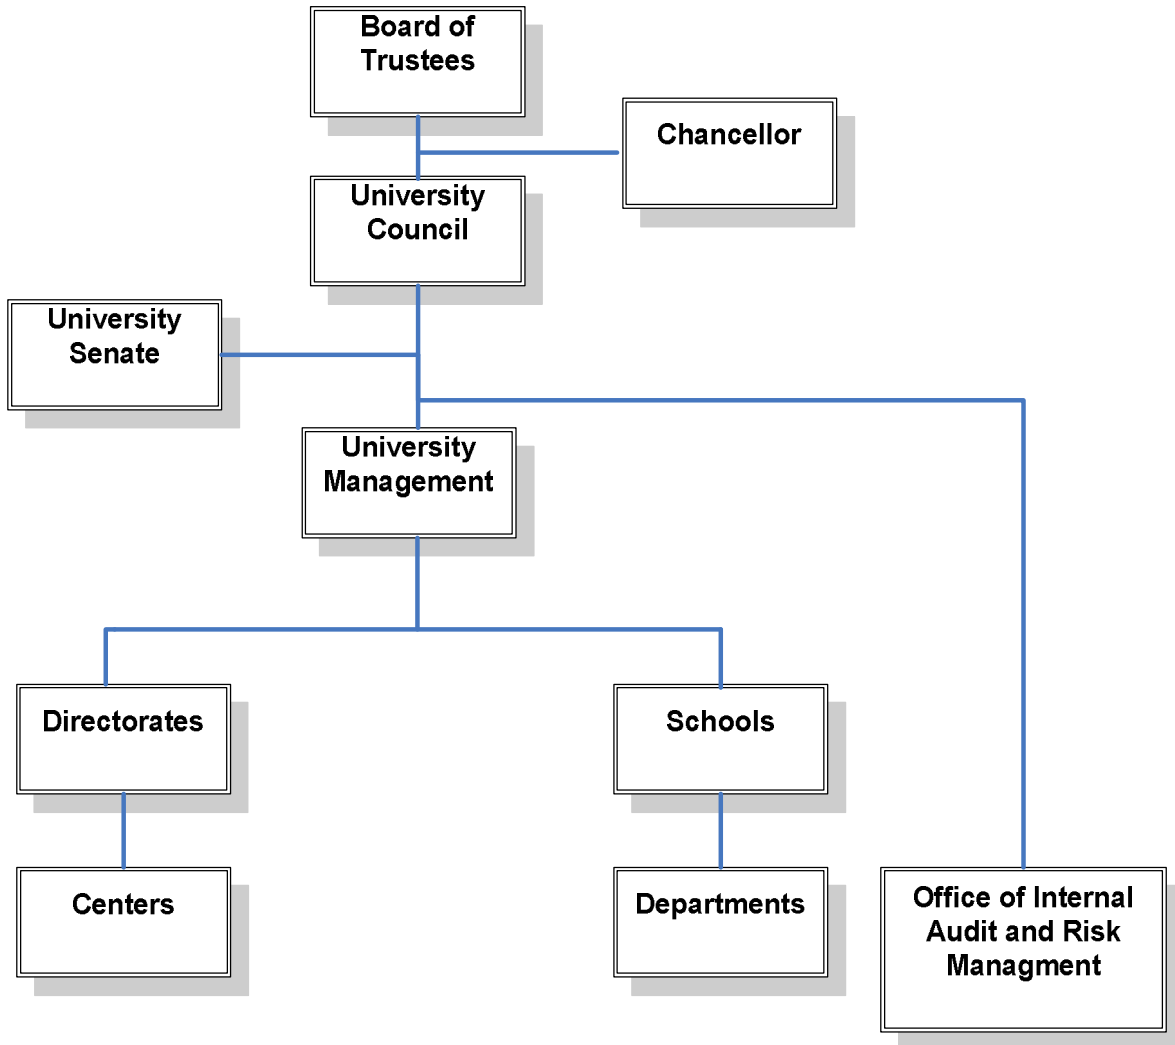 Board of
Trustees
Chancellor
University
Council
University
Senate
University
Management
Directorates
Schools
Centers
Departments
Office of Internal
Audit and Risk
Managment